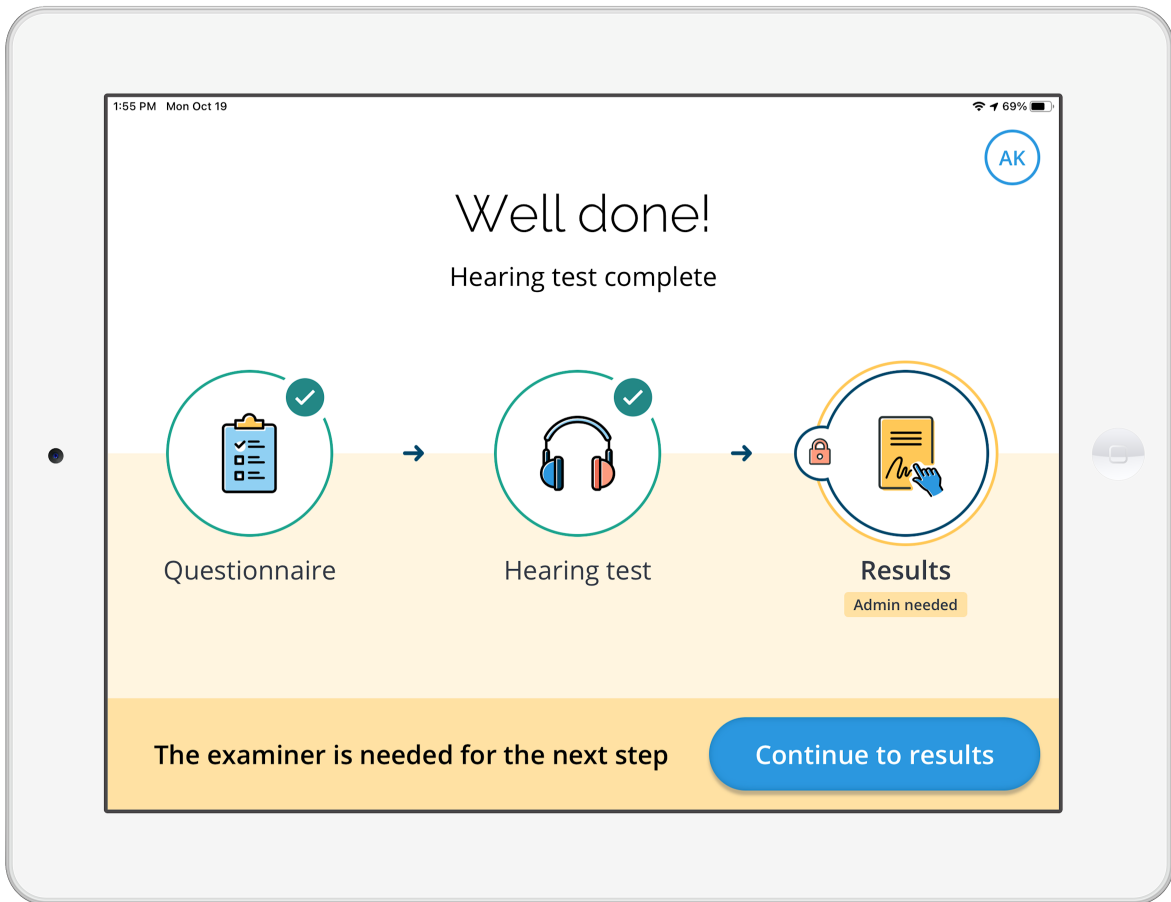 1:55 PM Mon Oct 19
69%
AK
Well done!
Hearing test complete
Questionnaire
Hearing test
Results
Admin needed
The examiner is needed for the next step
Continue to results